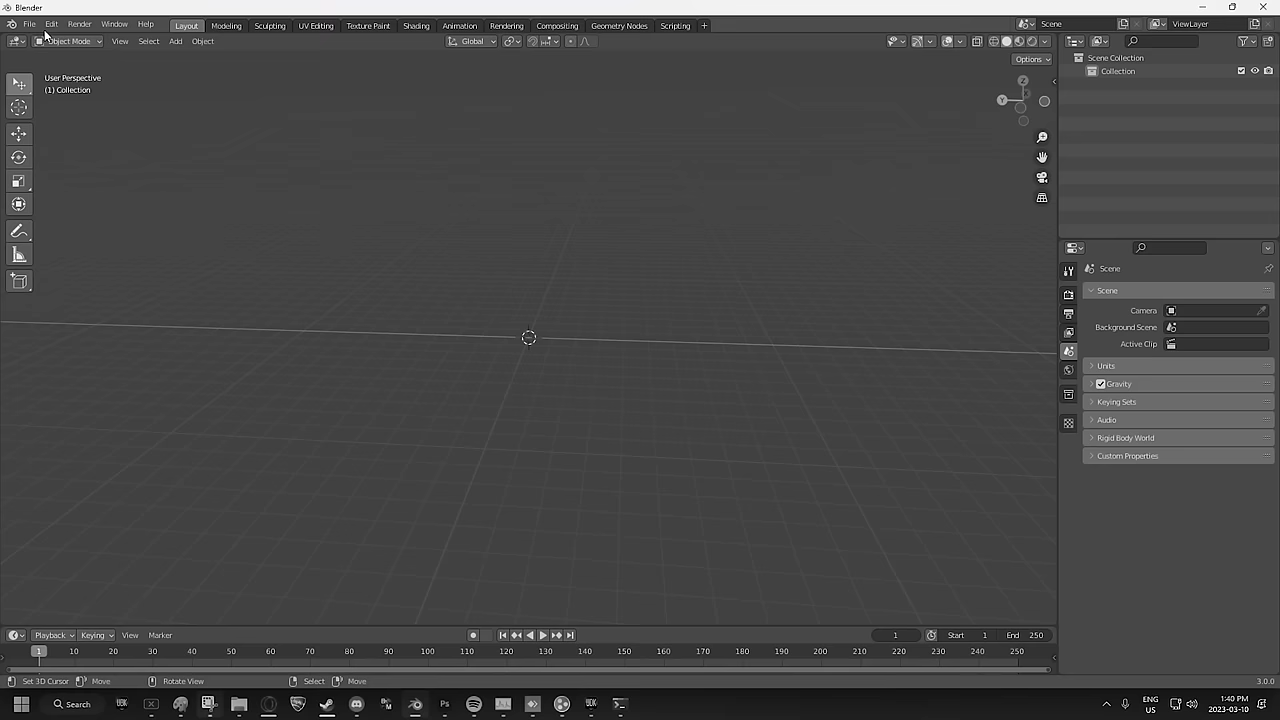 Blender
File Edit Render Window Help Layout Modeling Sculpting UV Editing Texture Paint Shading Animation Rendering Compositing Geometry Nodes Scripting + Scene ViewLayer
Object Mode View Select Add Object Global
Options
User Perspective
(1) Collection
Z
Y
X
Scene Collection
Collection
Scene
Scene
Camera
Background Scene
Active Clip
Units
Gravity
Keying Sets
Audio
Rigid Body World
Custom Properties
Playback Keying View Marker 1 Start 1 End 250
1 10 20 30 40 50 60 70 80 90 100 110 120 130 140 150 160 170 180 190 200 210 220 230 240 250
Set 3D Cursor Move Rotate View Select Move 3.0.0
Search Ps ENG US 1:40 PM 2023-03-10